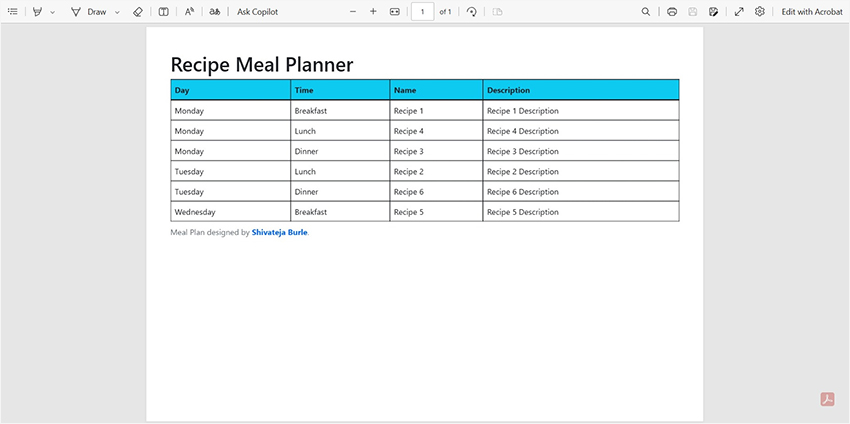 Draw Ask Copilot 1 of 1 Edit with Acrobat
Recipe Meal Planner
Day Time Name Description
Monday Breakfast Recipe 1 Recipe 1 Description
Monday Lunch Recipe 4 Recipe 4 Description
Monday Dinner Recipe 3 Recipe 3 Description
Tuesday Lunch Recipe 2 Recipe 2 Description
Tuesday Dinner Recipe 6 Recipe 6 Description
Wednesday Breakfast Recipe 5 Recipe 5 Description
Meal Plan designed by Shivateja Burle.